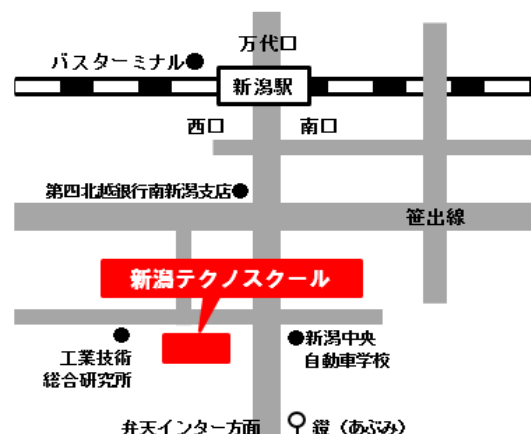 万代口
バスターミナル
新潟駅
西口
南口
第四北越銀行南新潟支店
笹出線
新潟テクノスクール
工業技術
総合研究所
新潟中央
自動車学校
弁天インター方面
鐙（あぶみ）